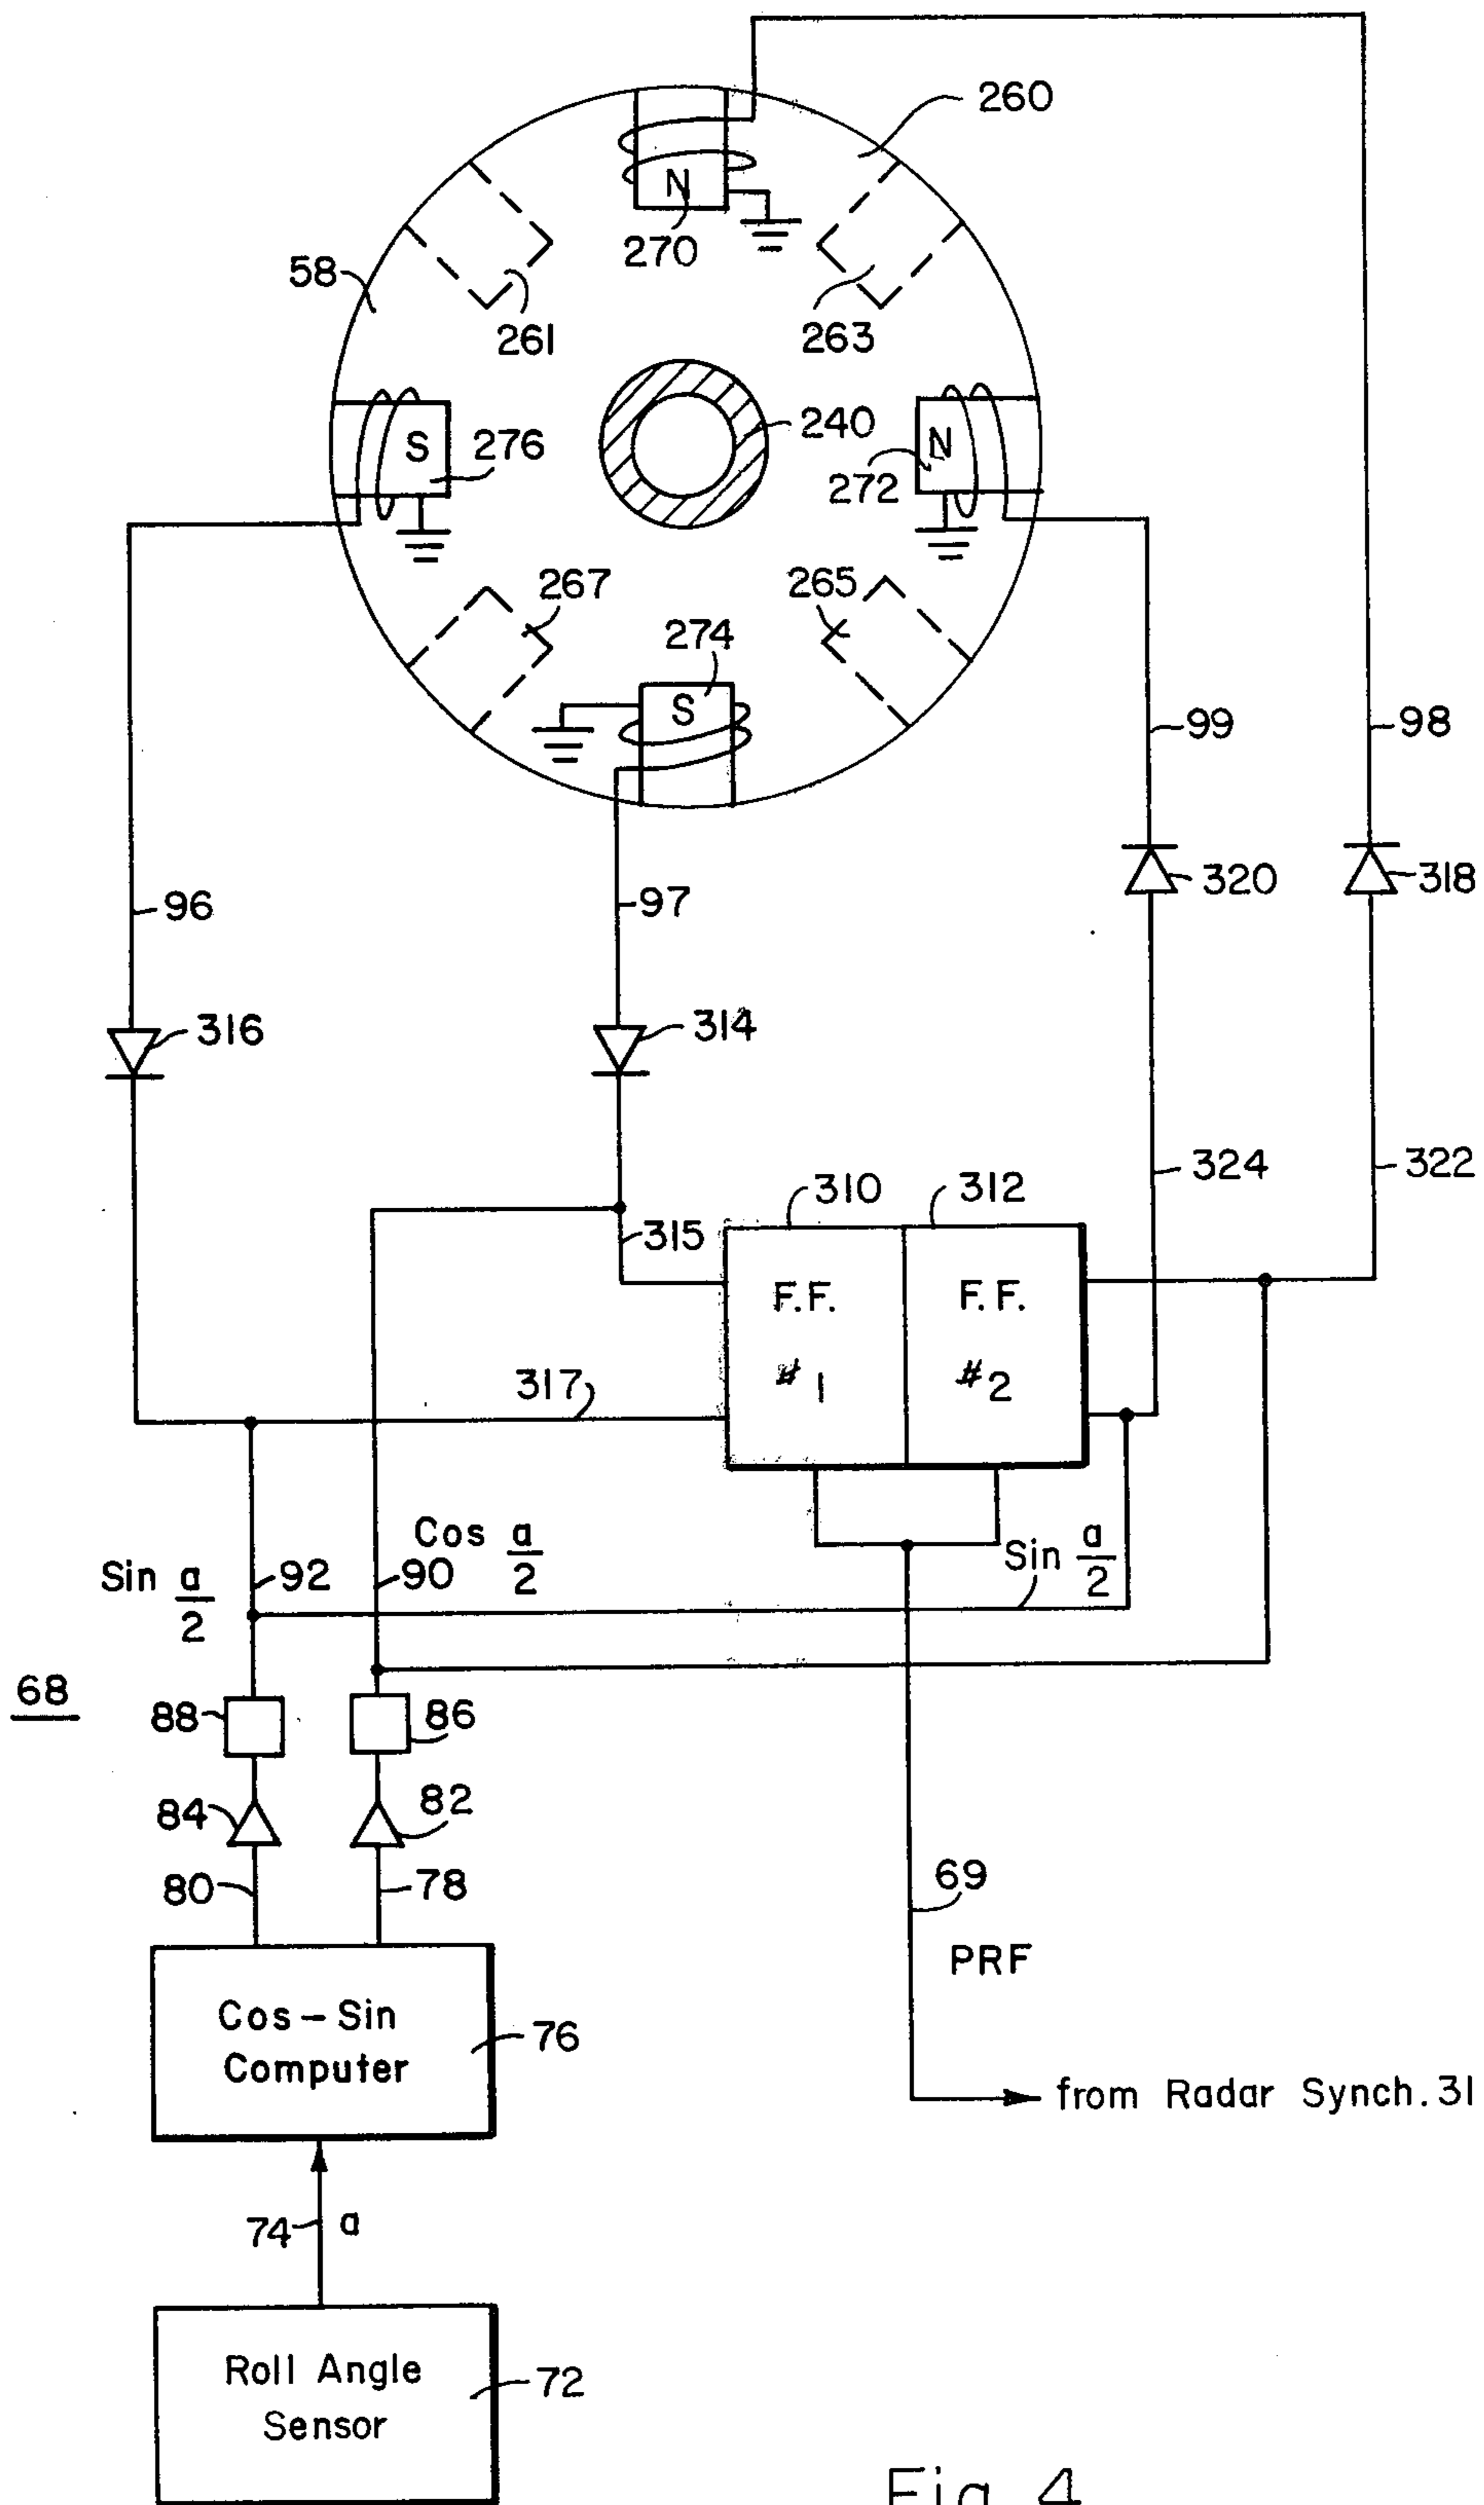 260
N
270
58
261
263
240
S
276
N
272
267
265
274
S
99
98
96
97
320
318
316
314
324
322
310
312
315
F.F.
#1
F.F.
#2
317
Sin a/2
92
Cos a/2
90
Sin a/2
68
88
86
84
82
80
78
69
PRF
Cos-Sin
Computer
76
from Radar Synch. 31
74
a
Roll Angle
Sensor
72
Fig 4